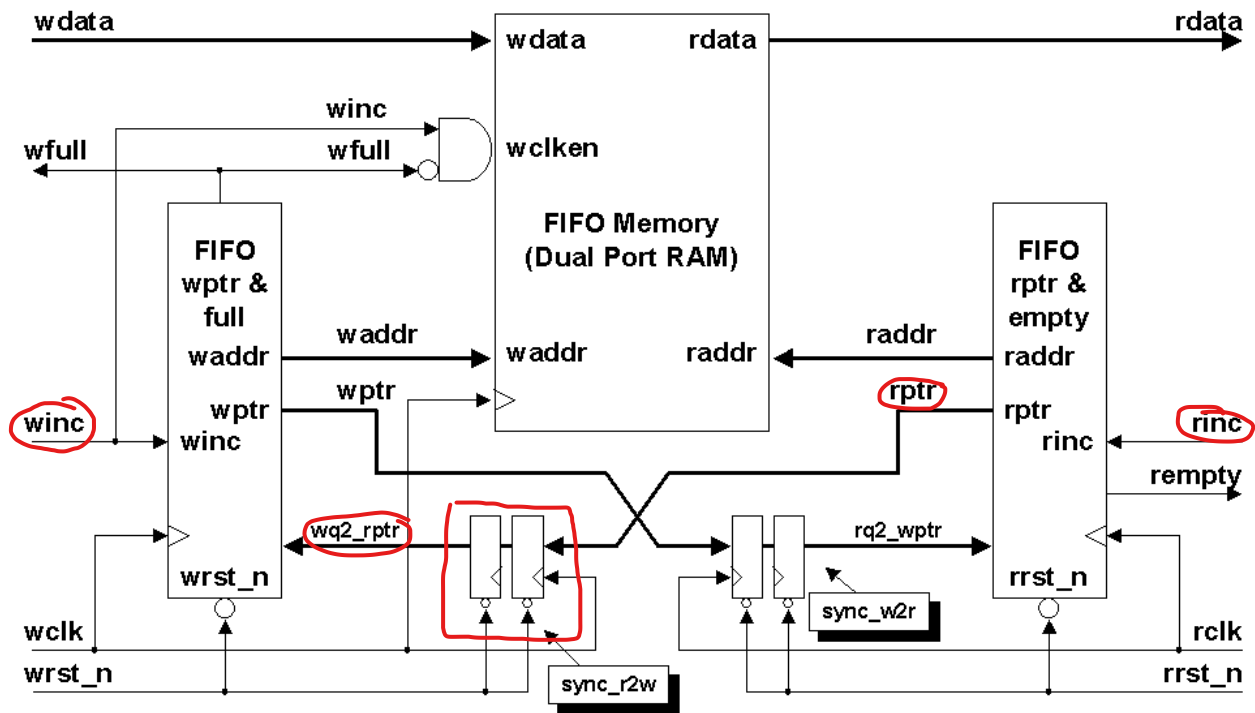 wdata
rdata
wdata rdata
winc
wclken
wfull
wfull
FIFO Memory
(Dual Port RAM)
FIFO
wptr &
full
FIFO
rptr &
empty
waddr
waddr
waddr
raddr
raddr
raddr
wptr
wptr
rptr
rptr
winc
winc
rinc
rinc
rempty
wq2_rptr
rq2_wptr
wrst_n
rrst_n
sync_w2r
wclk
rclk
wrst_n
sync_r2w
rrst_n